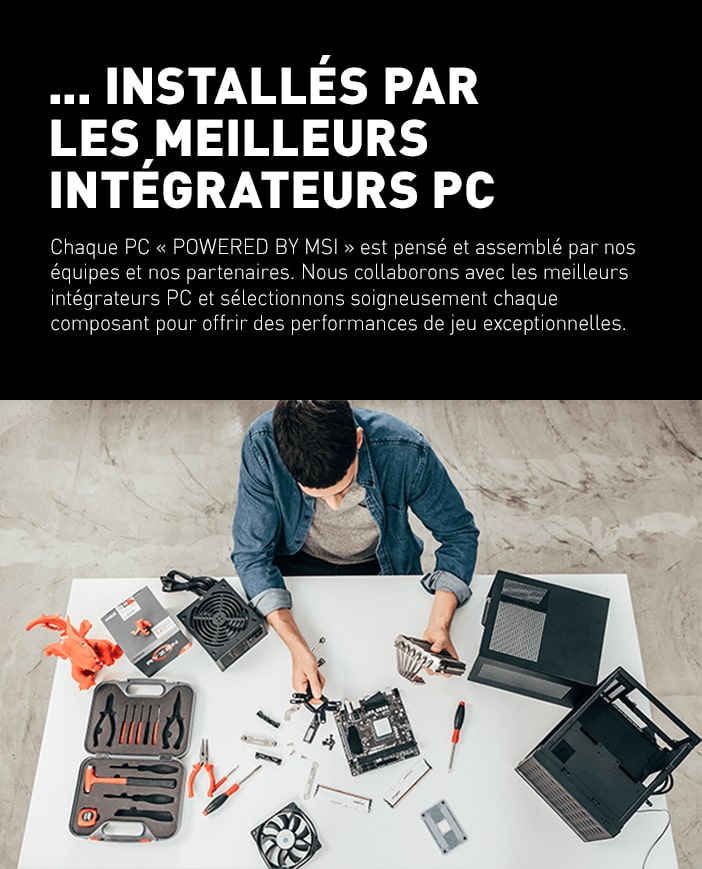 ... INSTALLÉS PAR
LES MEILLEURS
INTÉGRATEURS PC
Chaque PC « POWERED BY MSI » est pensé et assemblé par nos
équipes et nos partenaires. Nous collaborons avec les meilleurs
intégrateurs PC et sélectionnons soigneusement chaque
composant pour offrir des performances de jeu exceptionnelles.
RYZEN